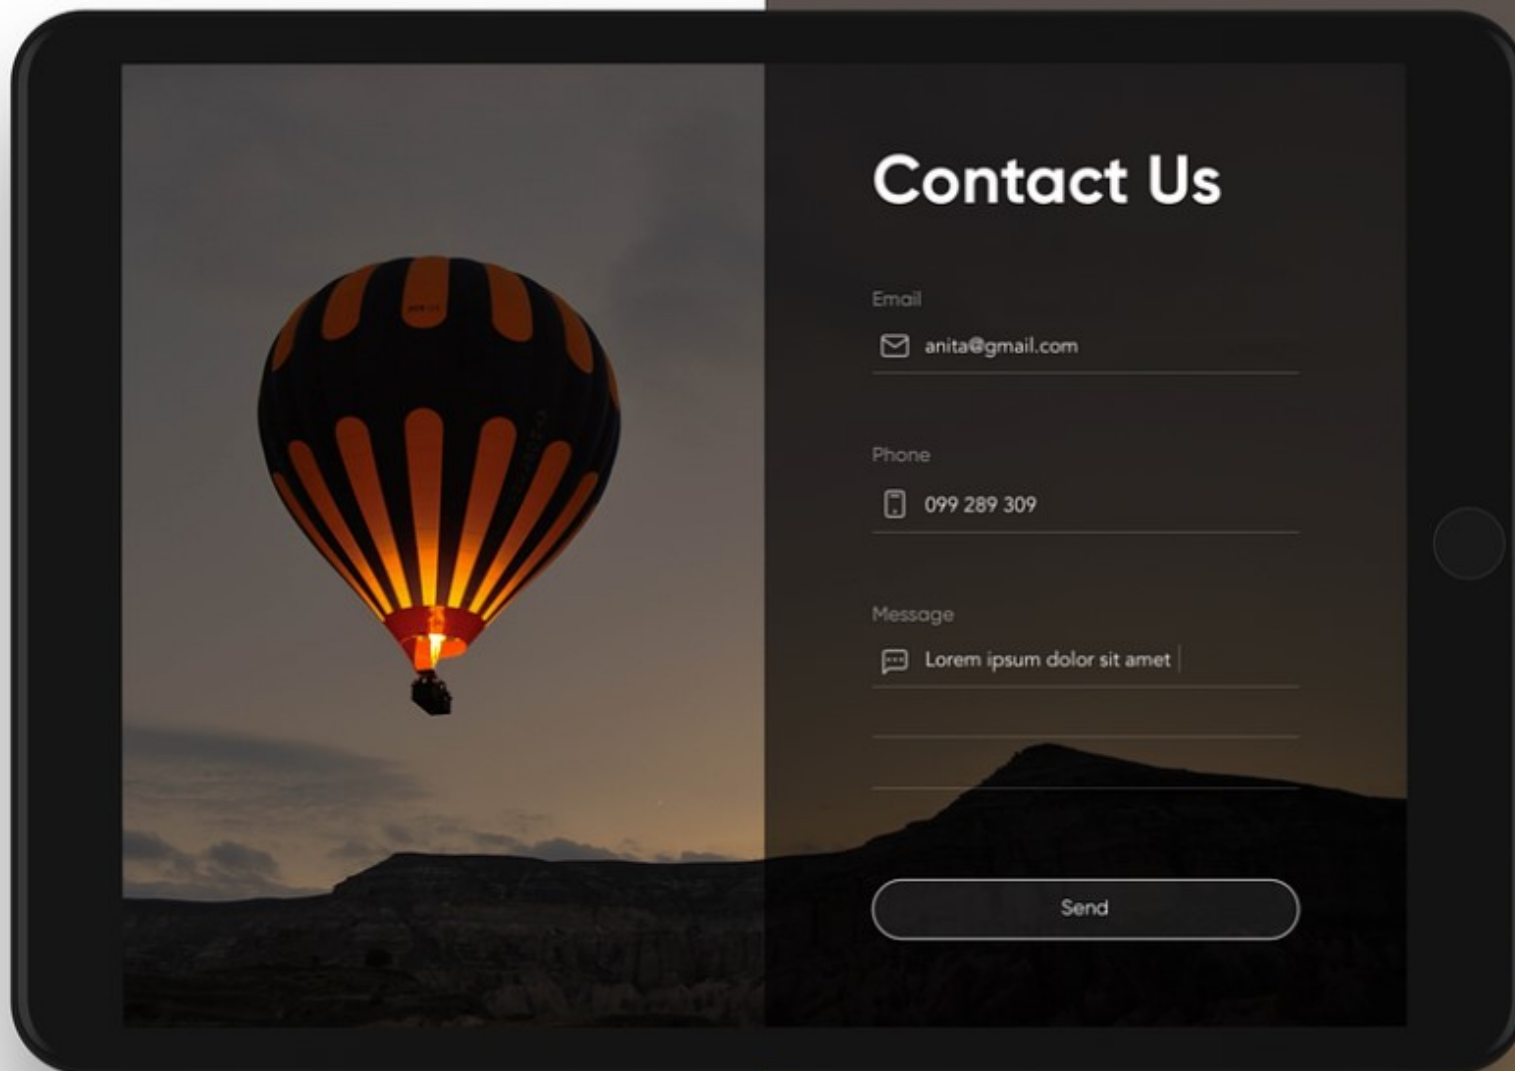 Contact Us
Email
anita@gmail.com
Phone
099 289 309
Message
Lorem ipsum dolor sit amet
Send